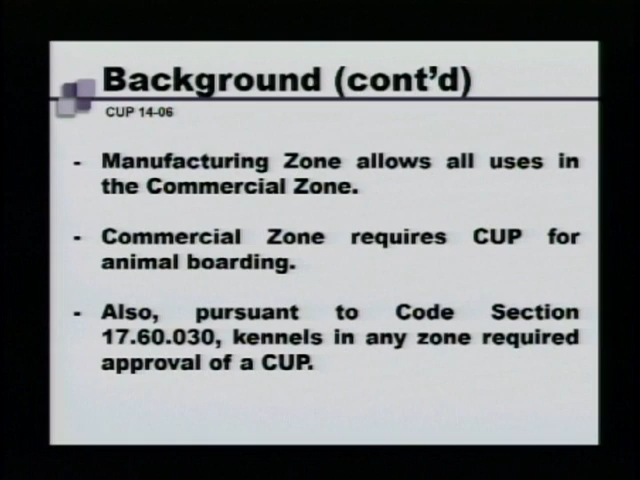 Background (cont'd)
CUP 14-06
- Manufacturing Zone allows all uses in
the Commercial Zone.
- Commercial Zone requires CUP for
animal boarding.
- Also, pursuant to Code Section
17.60.030, kennels in any zone required
approval of a CUP.